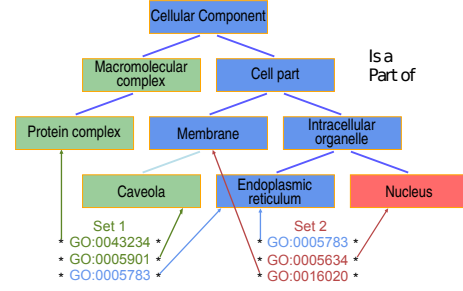 Cellular Component
Macromolecular
complex
Cell part
Is a
Part of
Protein complex
Membrane
Intracellular
organelle
Caveola
Endoplasmic
reticulum
Nucleus
Set 1
* GO:0043234 *
* GO:0005901 *
* GO:0005783 *
Set 2
* GO:0005783 *
* GO:0005634 *
* GO:0016020 *